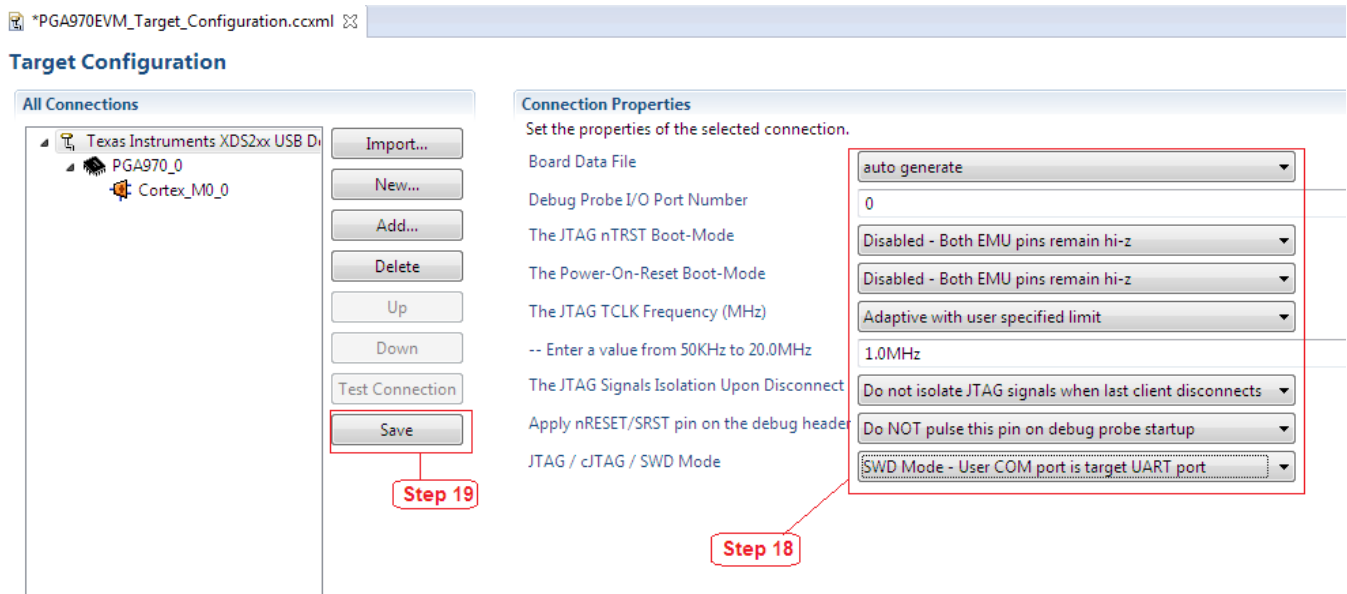 *PGA970EVM_Target_Configuration.ccxml
Target Configuration
All Connections
Texas Instruments XDS2xx USB D
PGA970_0
Cortex_M0_0
Import...
New...
Add...
Delete
Up
Down
Test Connection
Save
Step 19
Connection Properties
Set the properties of the selected connection.
Board Data File
auto generate
Debug Probe I/O Port Number
0
The JTAG nTRST Boot-Mode
Disabled - Both EMU pins remain hi-z
The Power-On-Reset Boot-Mode
Disabled - Both EMU pins remain hi-z
The JTAG TCLK Frequency (MHz)
Adaptive with user specified limit
-- Enter a value from 50KHz to 20.0MHz
1.0MHz
The JTAG Signals Isolation Upon Disconnect
Do not isolate JTAG signals when last client disconnects
Apply nRESET/SRST pin on the debug header
Do NOT pulse this pin on debug probe startup
JTAG / cJTAG / SWD Mode
SWD Mode - User COM port is target UART port
Step 18